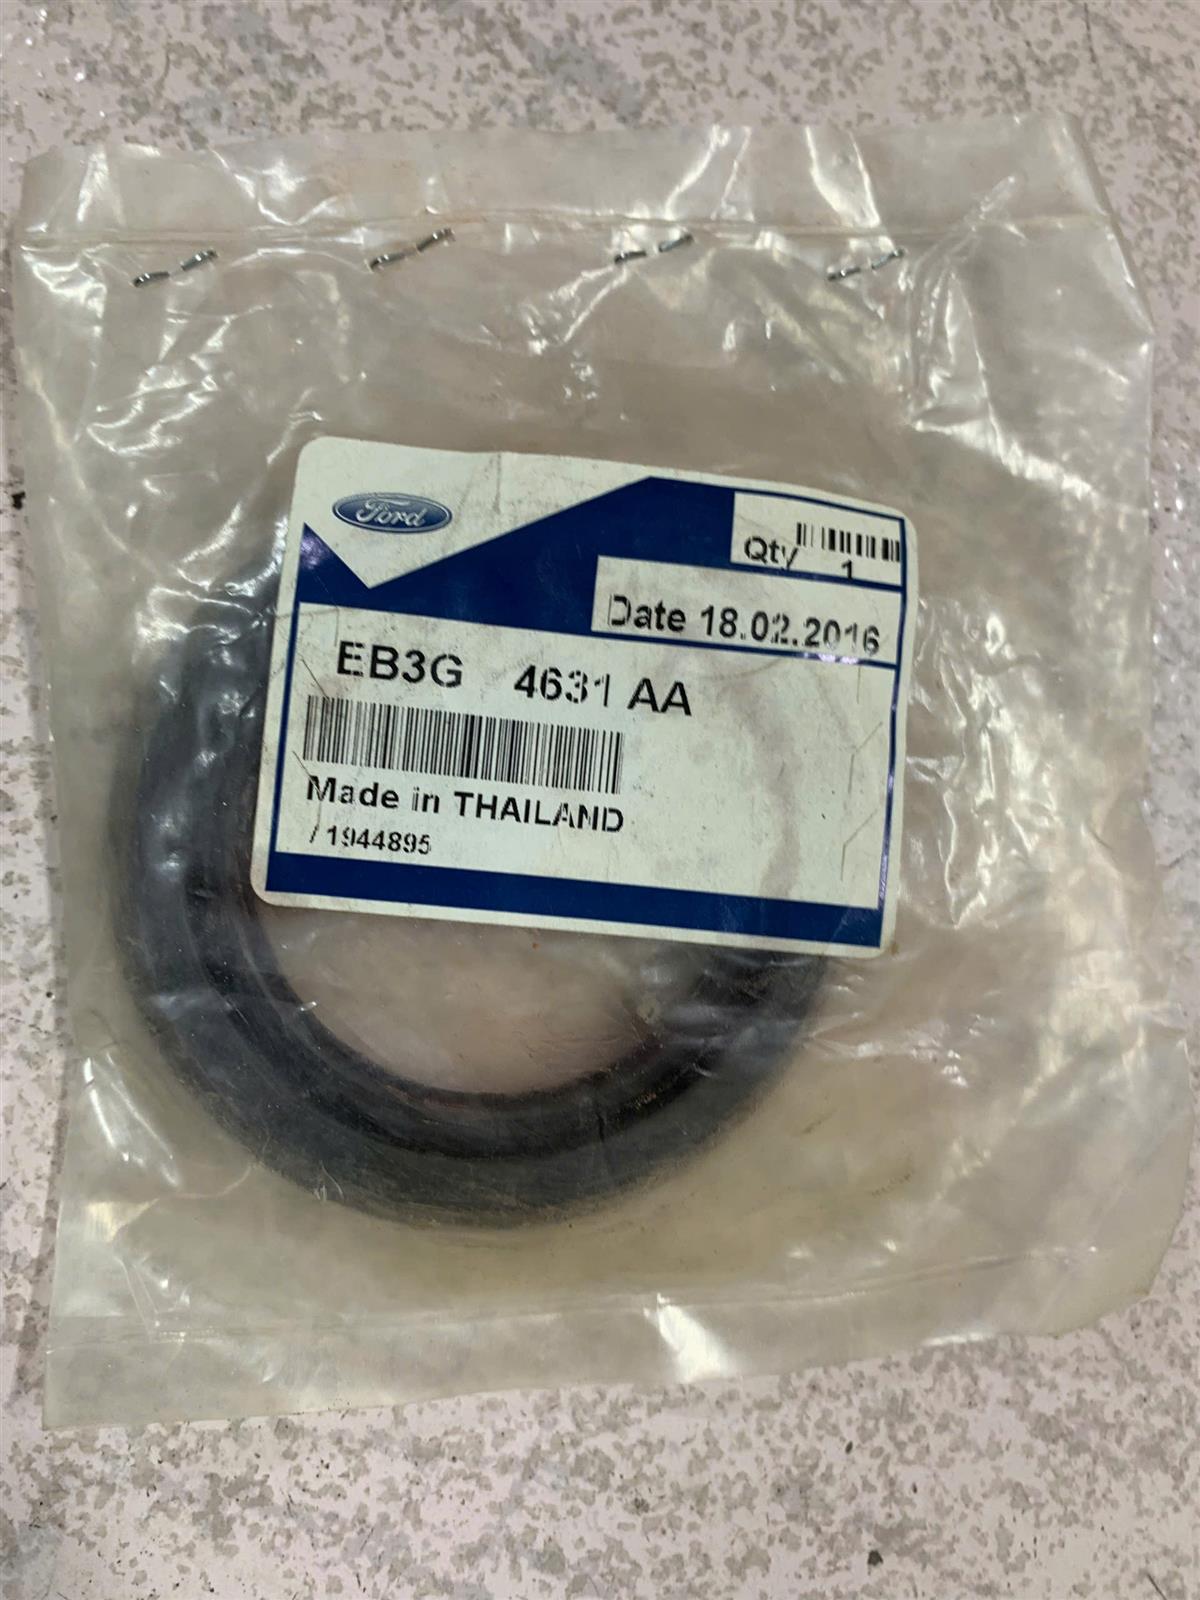 Ford
Qty 1
Date 18.02.2016
EB3G 4631 AA
Made in THAILAND
/ 1944895